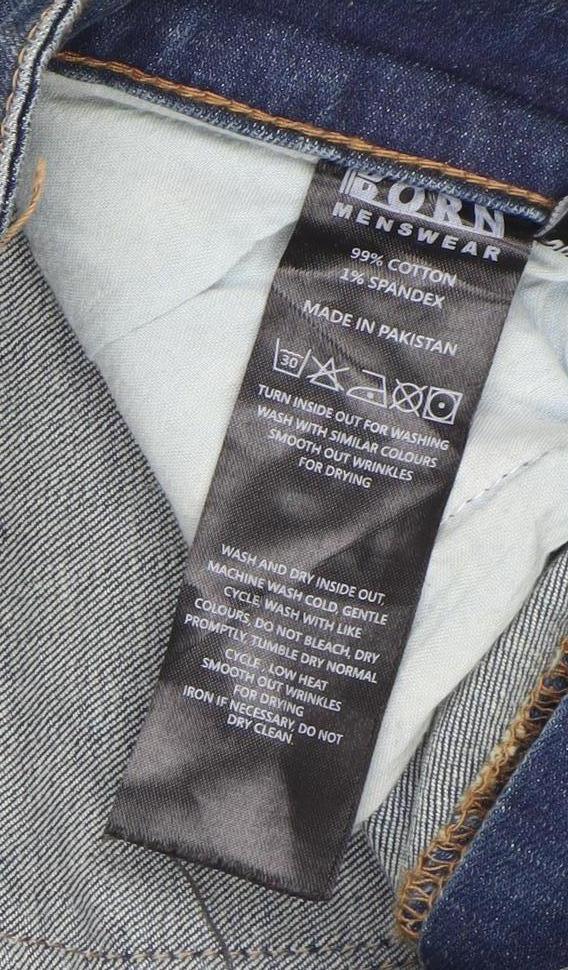 BORN
MENSWEAR
99% COTTON
1% SPANDEX
MADE IN PAKISTAN
30
TURN INSIDE OUT FOR WASHING
WASH WITH SIMILAR COLOURS
SMOOTH OUT WRINKLES
FOR DRYING
WASH AND DRY INSIDE OUT,
MACHINE WASH COLD, GENTLE
CYCLE, WASH WITH LIKE
COLOURS, DO NOT BLEACH, DRY
PROMPTLY, TUMBLE DRY NORMAL
CYCLE , LOW HEAT
SMOOTH OUT WRINKLES
FOR DRYING
IRON IF NECESSARY, DO NOT
DRY CLEAN.